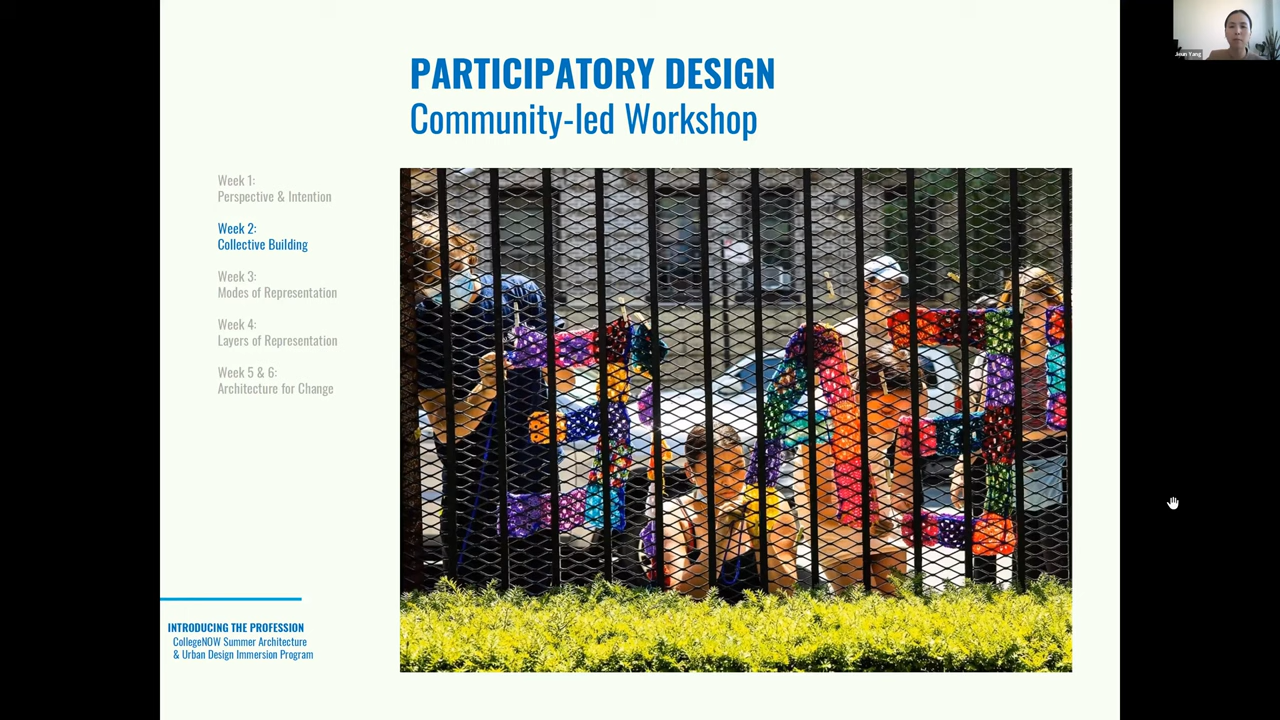 PARTICIPATORY DESIGN
Community-led Workshop
Week 1:
Perspective & Intention
Week 2:
Collective Building
Week 3:
Modes of Representation
Week 4:
Layers of Representation
Week 5 & 6:
Architecture for Change
INTRODUCING THE PROFESSION
CollegeNOW Summer Architecture
& Urban Design Immersion Program
Jeun Yang